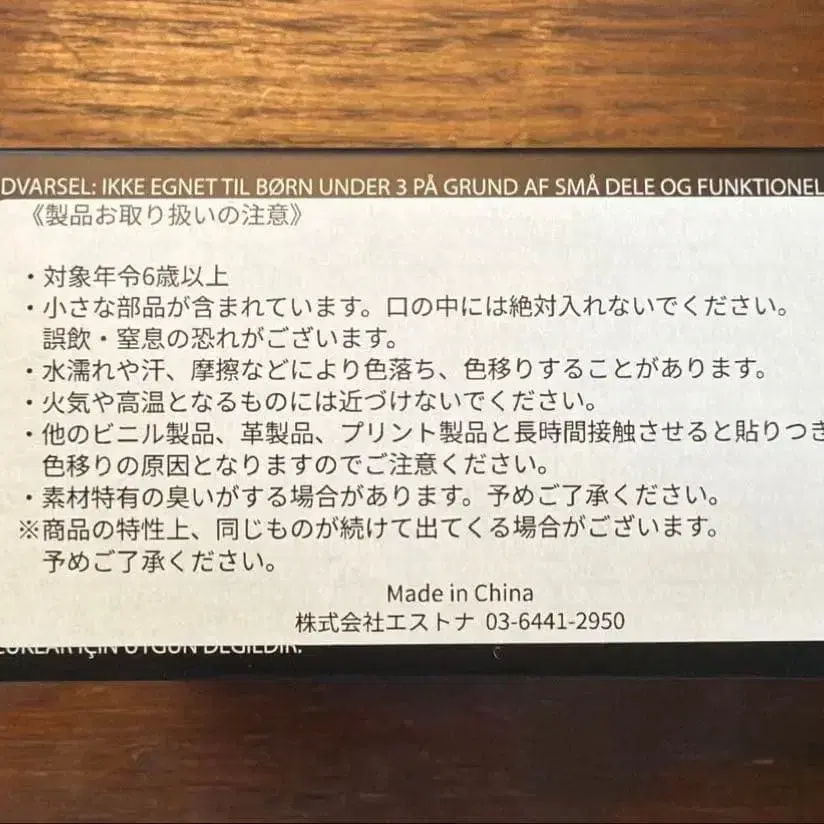 DVARSEL: IKKE EGNET TIL BØRN UNDER 3 PÅ GRUND AF SMÅ DELE OG FUNKTIONEL
《製品お取り扱いの注意》
・対象年令6歳以上
・小さな部品が含まれています。口の中には絶対入れないでください。
誤飲・窒息の恐れがございます。
・水濡れや汗、摩擦などにより色落ち、色移りすることがあります。
・火気や高温となるものには近づけないでください。
・他のビニル製品、革製品、プリント製品と長時間接触させると貼りつき
色移りの原因となりますのでご注意ください。
・素材特有の臭いがする場合があります。予めご了承ください。
※商品の特性上、同じものが続けて出てくる場合がございます。
予めご了承ください。
Made in China
株式会社エストナ 03-6441-2950
İÇİN UYGUN DEĞİLDİR.